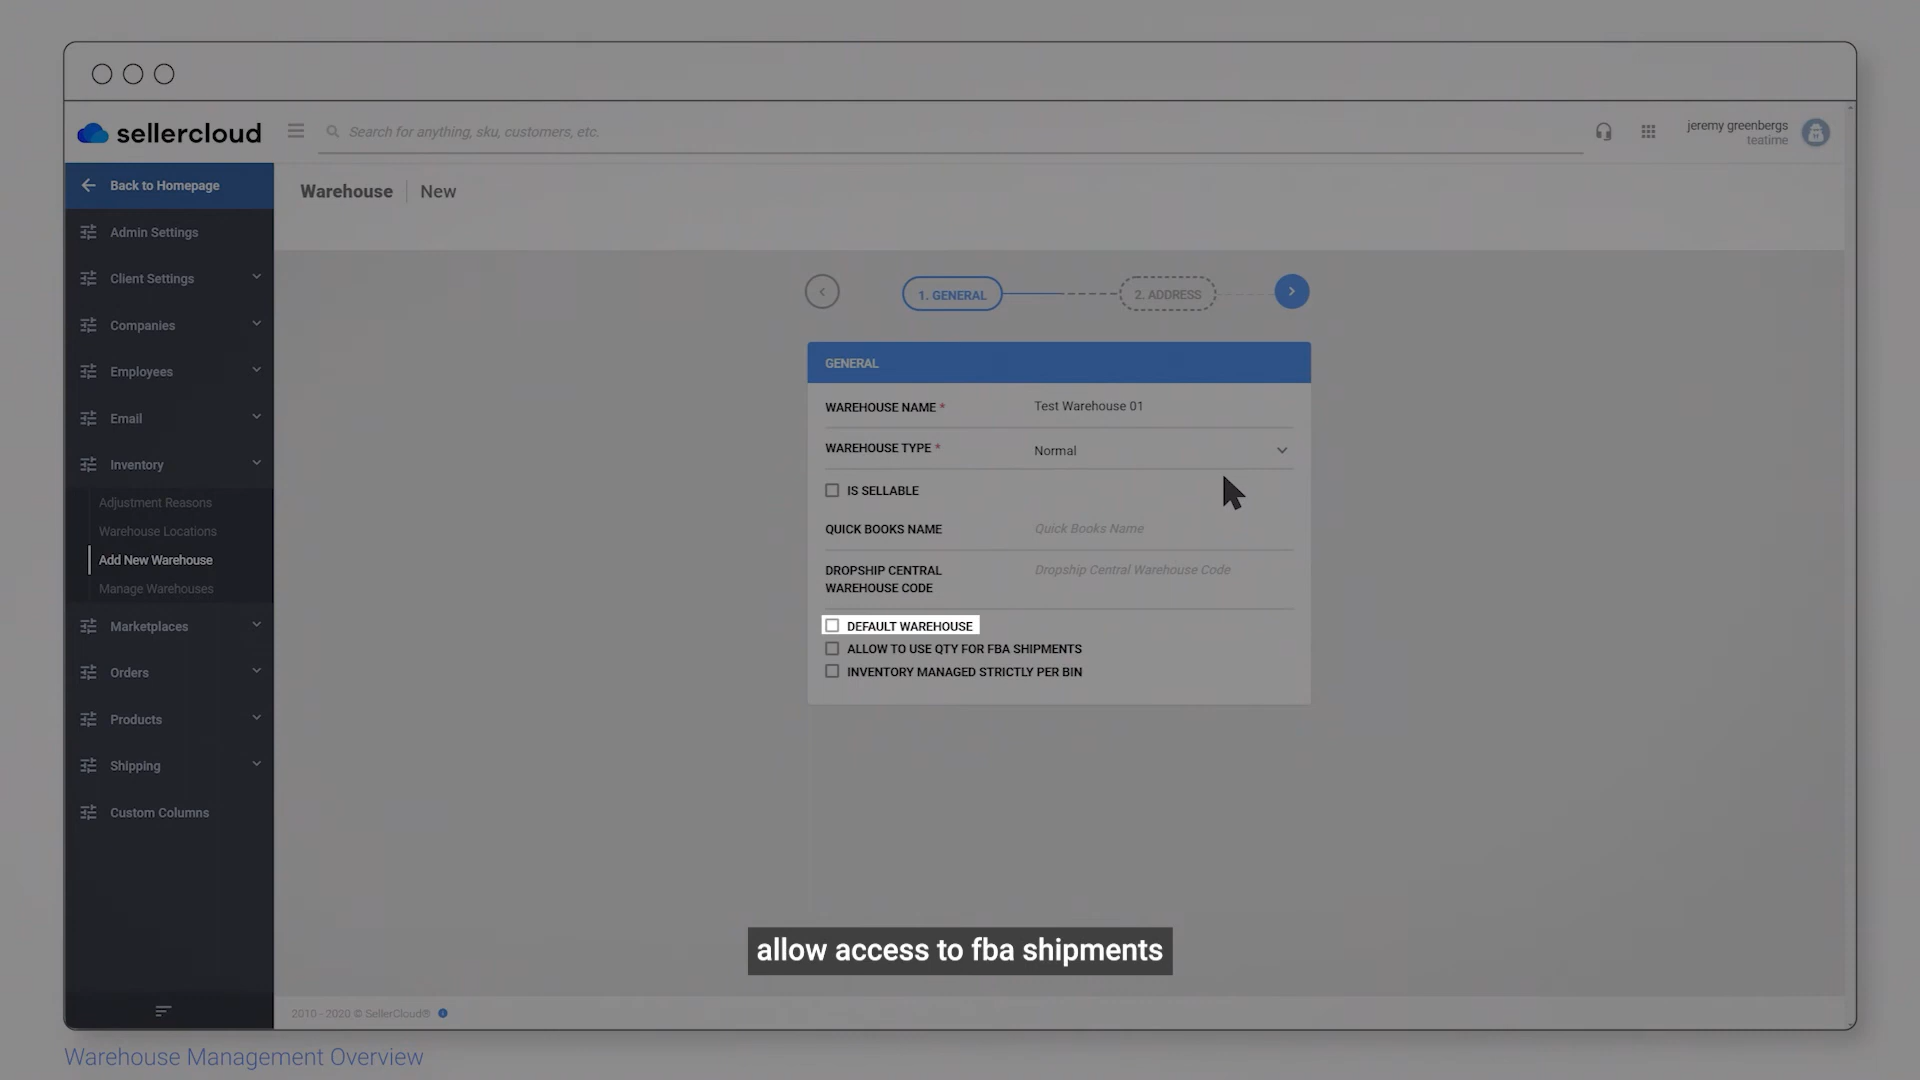 sellercloud
Search for anything, sku, customers, etc.
jeremy greenbergs
teatime
Back to Homepage
Admin Settings
Client Settings
Companies
Employees
Email
Inventory
Adjustment Reasons
Warehouse Locations
Add New Warehouse
Manage Warehouses
Marketplaces
Orders
Products
Shipping
Custom Columns
Warehouse New
1. GENERAL
2. ADDRESS
GENERAL
WAREHOUSE NAME * Test Warehouse 01
WAREHOUSE TYPE * Normal
IS SELLABLE
QUICK BOOKS NAME Quick Books Name
DROPSHIP CENTRAL Dropship Central Warehouse Code
WAREHOUSE CODE
DEFAULT WAREHOUSE
ALLOW TO USE QTY FOR FBA SHIPMENTS
INVENTORY MANAGED STRICTLY PER BIN
allow access to fba shipments
2010 - 2020 © SellerCloud®
Warehouse Management Overview